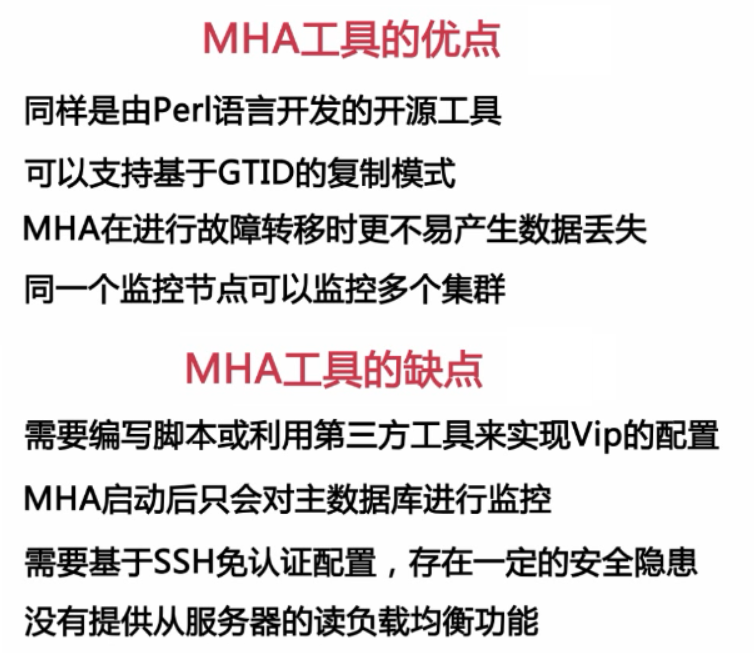 MHA工具的优点
同样是由Perl语言开发的开源工具
可以支持基于GTID的复制模式
MHA在进行故障转移时更不易产生数据丢失
同一个监控节点可以监控多个集群
MHA工具的缺点
需要编写脚本或利用第三方工具来实现Vip的配置
MHA启动后只会对主数据库进行监控
需要基于SSH免认证配置，存在一定的安全隐患
没有提供从服务器的读负载均衡功能